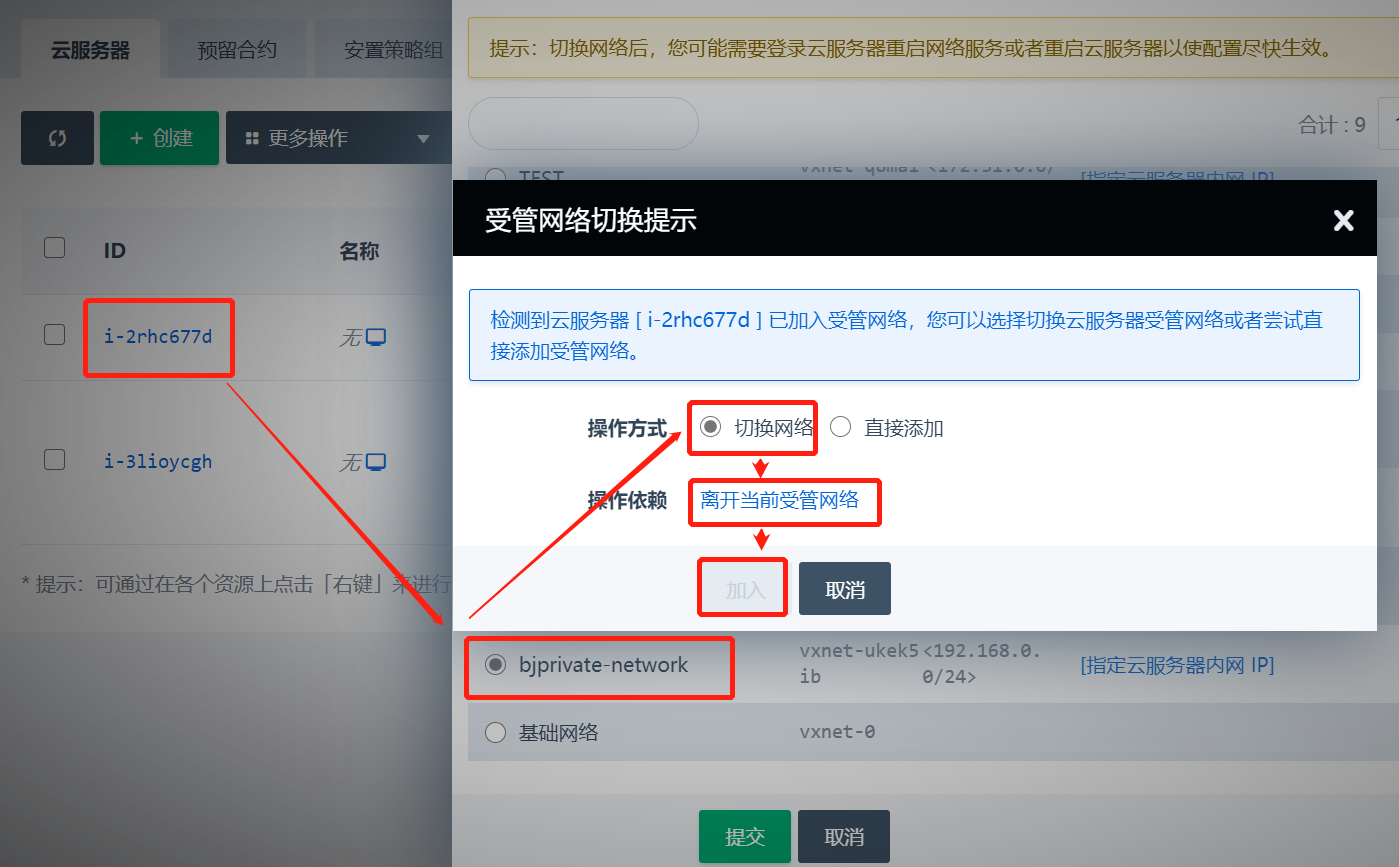 云服务器
预留合约
安置策略组
+ 创建
更多操作
ID
名称
i-2rhc677d
无
i-3lioycgh
无
* 提示：可通过在各个资源上点击「右键」来进行
提示：切换网络后，您可能需要登录云服务器重启网络服务或者重启云服务器以使配置尽快生效。
合计 : 9
TEST
[指定云服务器内网 IP]
受管网络切换提示
检测到云服务器 [ i-2rhc677d ] 已加入受管网络，您可以选择切换云服务器受管网络或者尝试直
接添加受管网络。
操作方式
切换网络
直接添加
操作依赖
离开当前受管网络
加入
取消
bjprivate-network
vxnet-ukek5
ib
<192.168.0.
0/24>
[指定云服务器内网 IP]
基础网络
vxnet-0
提交
取消